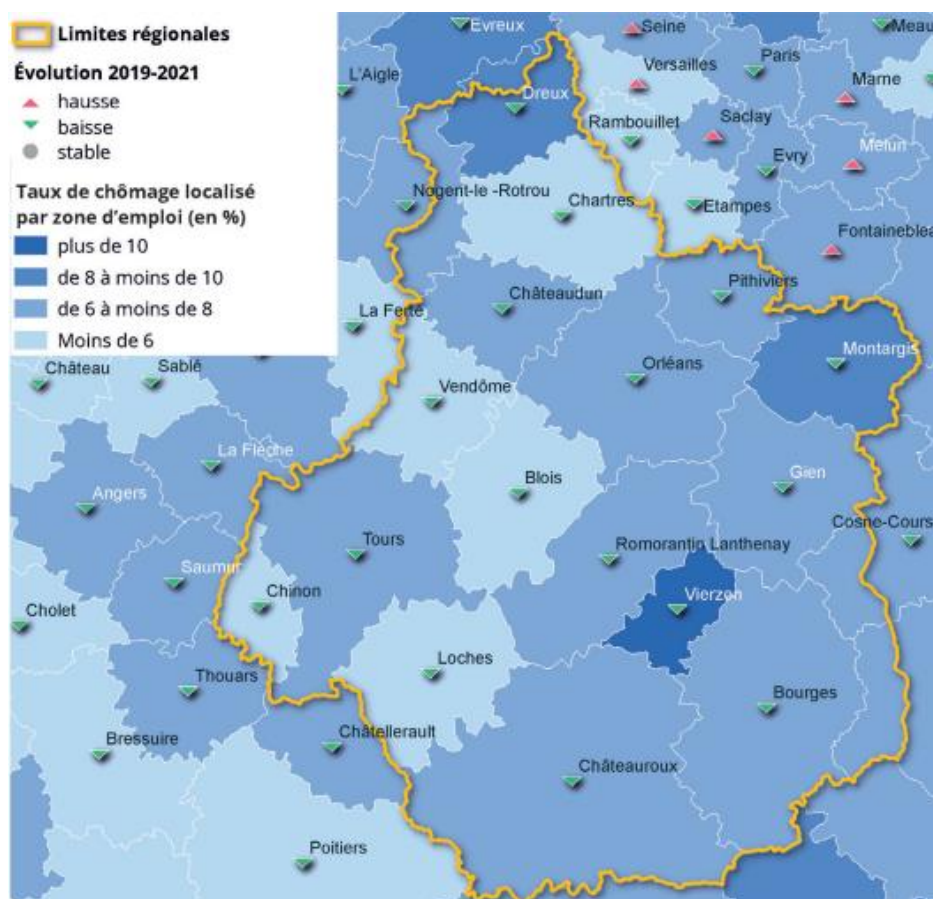 Limites régionales
Évolution 2019-2021
hausse
baisse
stable
Taux de chômage localisé
par zone d'emploi (en %)
plus de 10
de 8 à moins de 10
de 6 à moins de 8
Moins de 6
Evreux
Seine
Meau
L'Aigle
Versailles
Paris
Marne
Dreux
Rambouillet
Saclay
Evry
Melun
Nogent-le -Rotrou
Chartres
Etampes
Fontaineblea
Châteaudun
Pithiviers
La Ferté
Orléans
Montargis
Château
Sablé
Vendôme
La Flèche
Blois
Gien
Angers
Cosne-Cours
Tours
Romorantin Lanthenay
Saumur
Chinon
Vierzon
Cholet
Loches
Thouars
Bourges
Bressuire
Châtellerault
Châteauroux
Poitiers